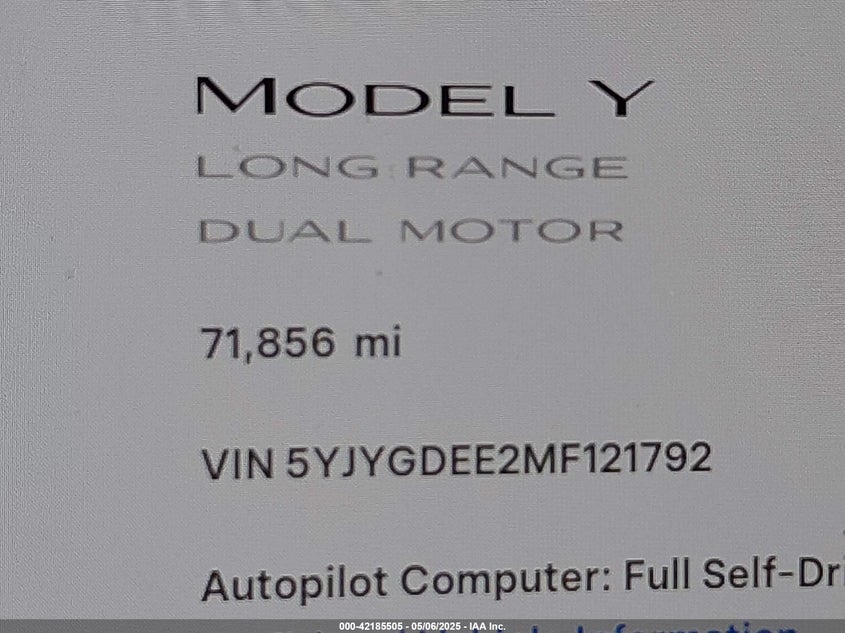 MODEL Y
LONG RANGE
DUAL MOTOR
71,856 mi
VIN 5YJYGDEE2MF121792
Autopilot Computer: Full Self-Dri
Information
000-42185505 - 05/06/2025 - IAA Inc.